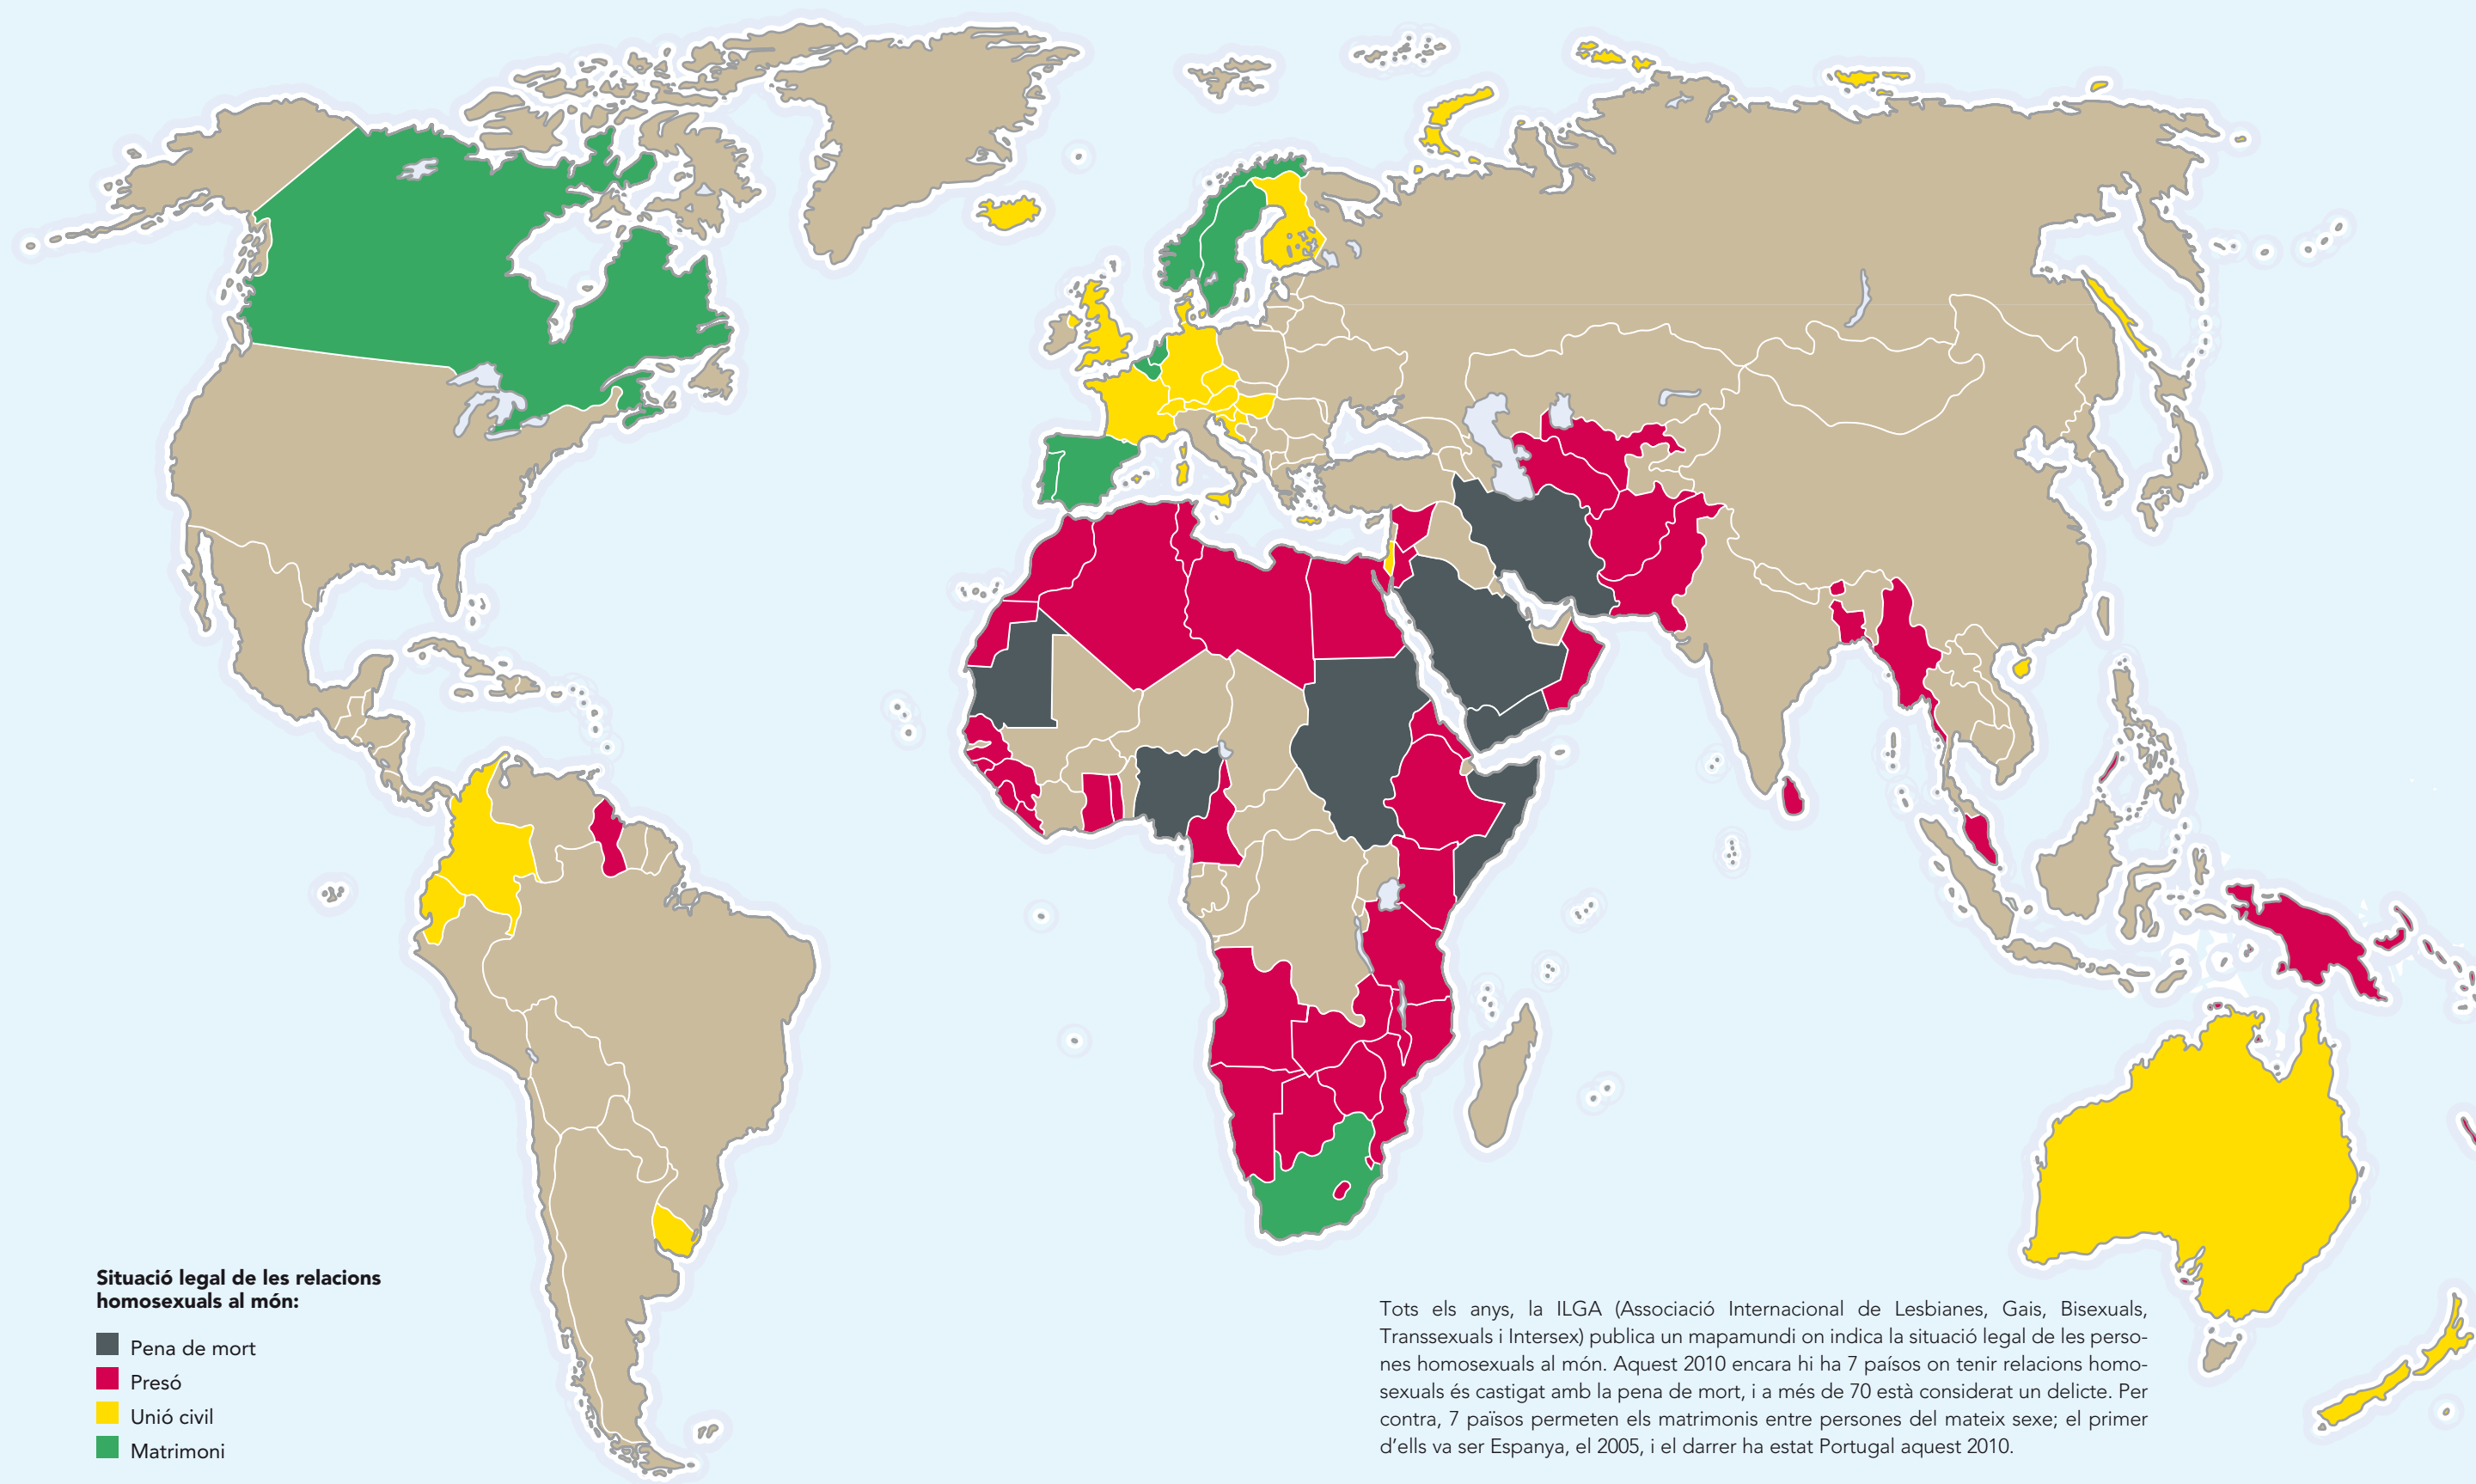 Situació legal de les relacions
homosexuals al món:
Pena de mort
Presó
Unió civil
Matrimoni
Tots els anys, la ILGA (Associació Internacional de Lesbianes, Gais, Bisexuals,
Transsexuals i Intersex) publica un mapamundi on indica la situació legal de les perso-
nes homosexuals al món. Aquest 2010 encara hi ha 7 països on tenir relacions homo-
sexuals és castigat amb la pena de mort, i a més de 70 està considerat un delicte. Per
contra, 7 països permeten els matrimonis entre persones del mateix sexe; el primer
d'ells va ser Espanya, el 2005, i el darrer ha estat Portugal aquest 2010.